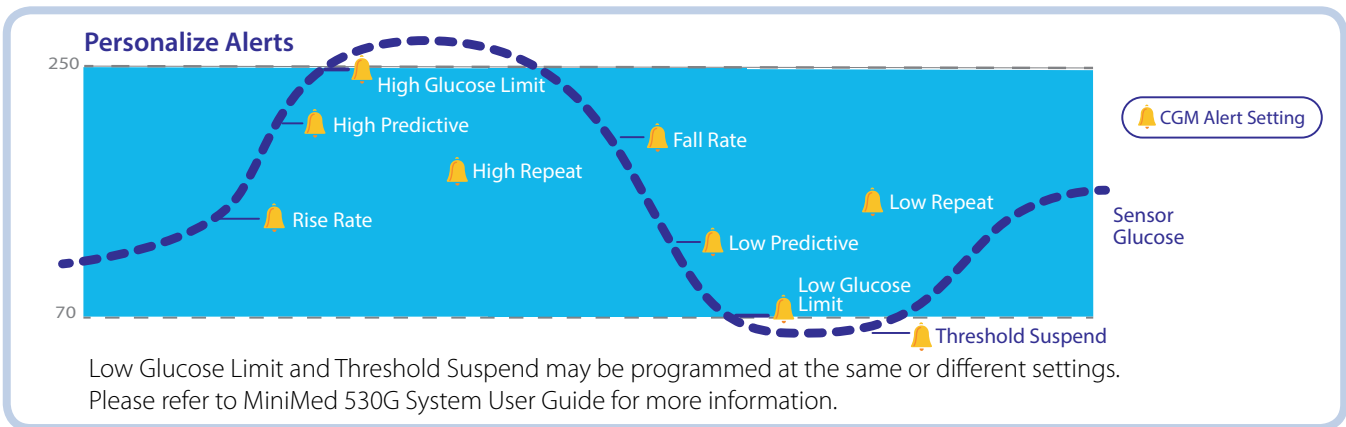 Personalize Alerts
250
High Glucose Limit
High Predictive
CGM Alert Setting
Fall Rate
High Repeat
Low Repeat
Rise Rate
Sensor
Glucose
Low Predictive
Low Glucose
Limit
70
Threshold Suspend
Low Glucose Limit and Threshold Suspend may be programmed at the same or different settings.
Please refer to MiniMed 530G System User Guide for more information.